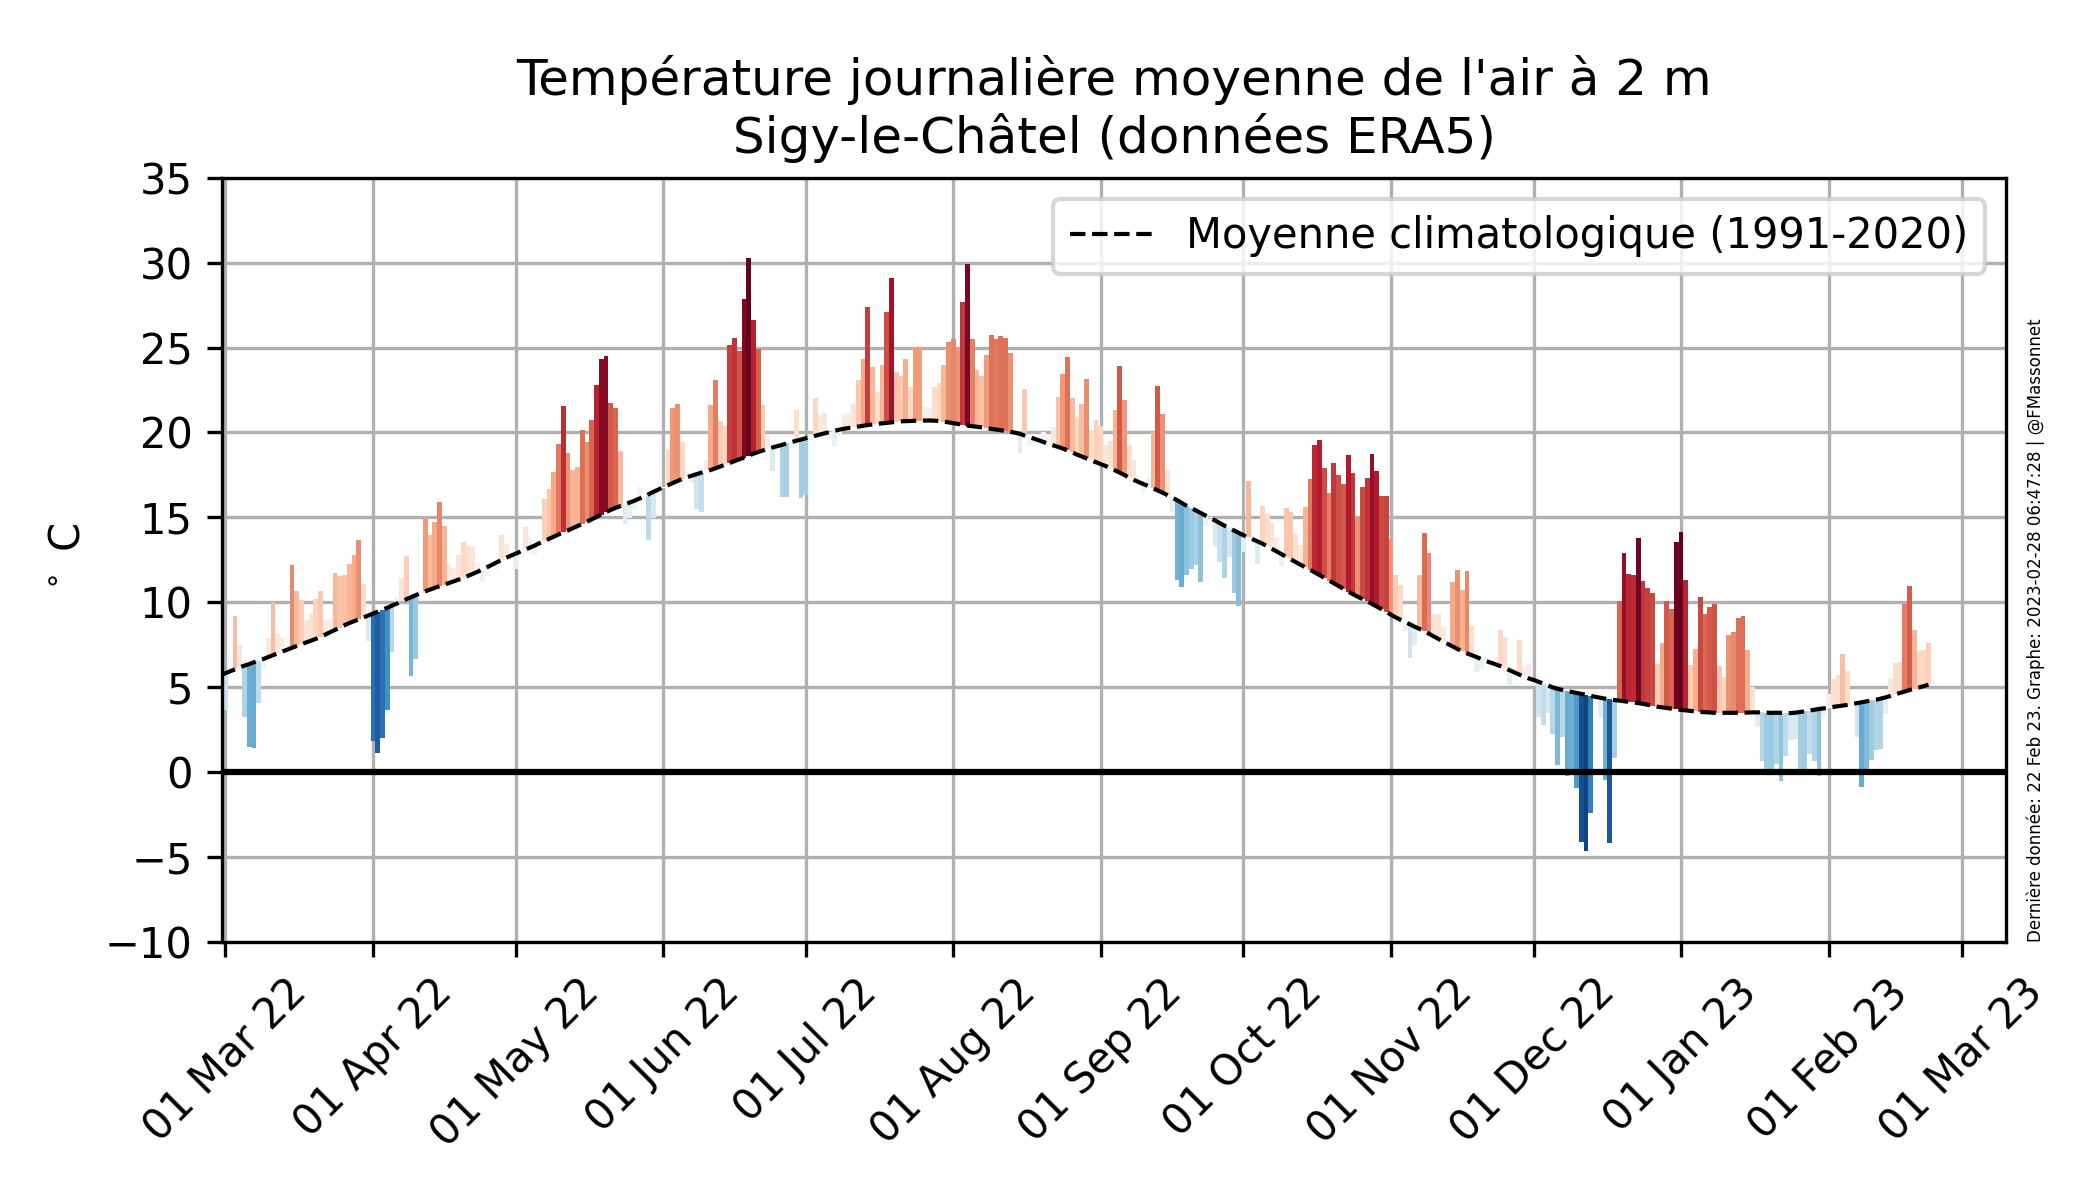 Température journalière moyenne de l'air à 2 m
Sigy-le-Châtel (données ERA5)
Moyenne climatologique (1991-2020)
35
30
25
20
15
10
5
0
−5
−10
° C
01 Mar 22
01 Apr 22
01 May 22
01 Jun 22
01 Jul 22
01 Aug 22
01 Sep 22
01 Oct 22
01 Nov 22
01 Dec 22
01 Jan 23
01 Feb 23
01 Mar 23
Dernière donnée: 22 Feb 23. Graphe: 2023-02-28 06:47:28 | @FMassonnet